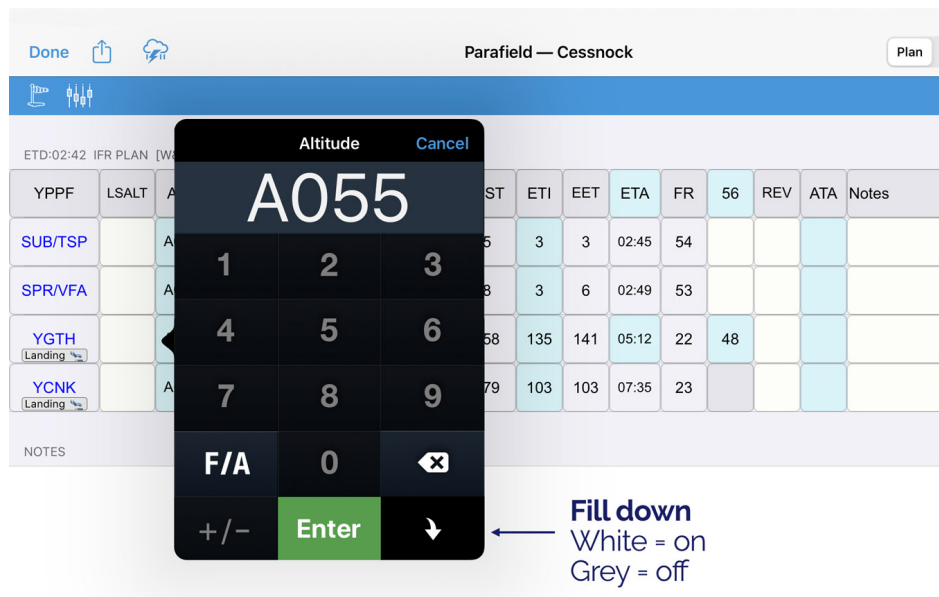 Done Parafield — Cessnock Plan
Altitude Cancel
ETD:02:42 IFR PLAN [W&
A055
YPPF LSALT A ST ETI EET ETA FR 56 REV ATA Notes
SUB/TSP A 5 3 3 02:45 54
1 2 3
SPR/VFA A 8 3 6 02:49 53
4 5 6
YGTH 58 135 141 05:12 22 48
Landing
7 8 9
YCNK A 79 103 103 07:35 23
Landing
NOTES
F/A 0
+/− Enter
Fill down
White = on
Grey = off